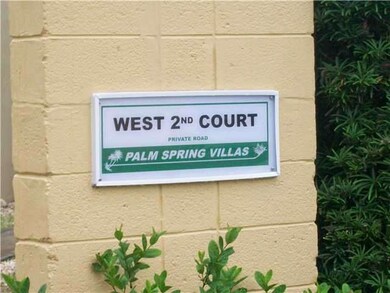 WEST 2ND COURT
PRIVATE ROAD
PALM SPRING VILLAS